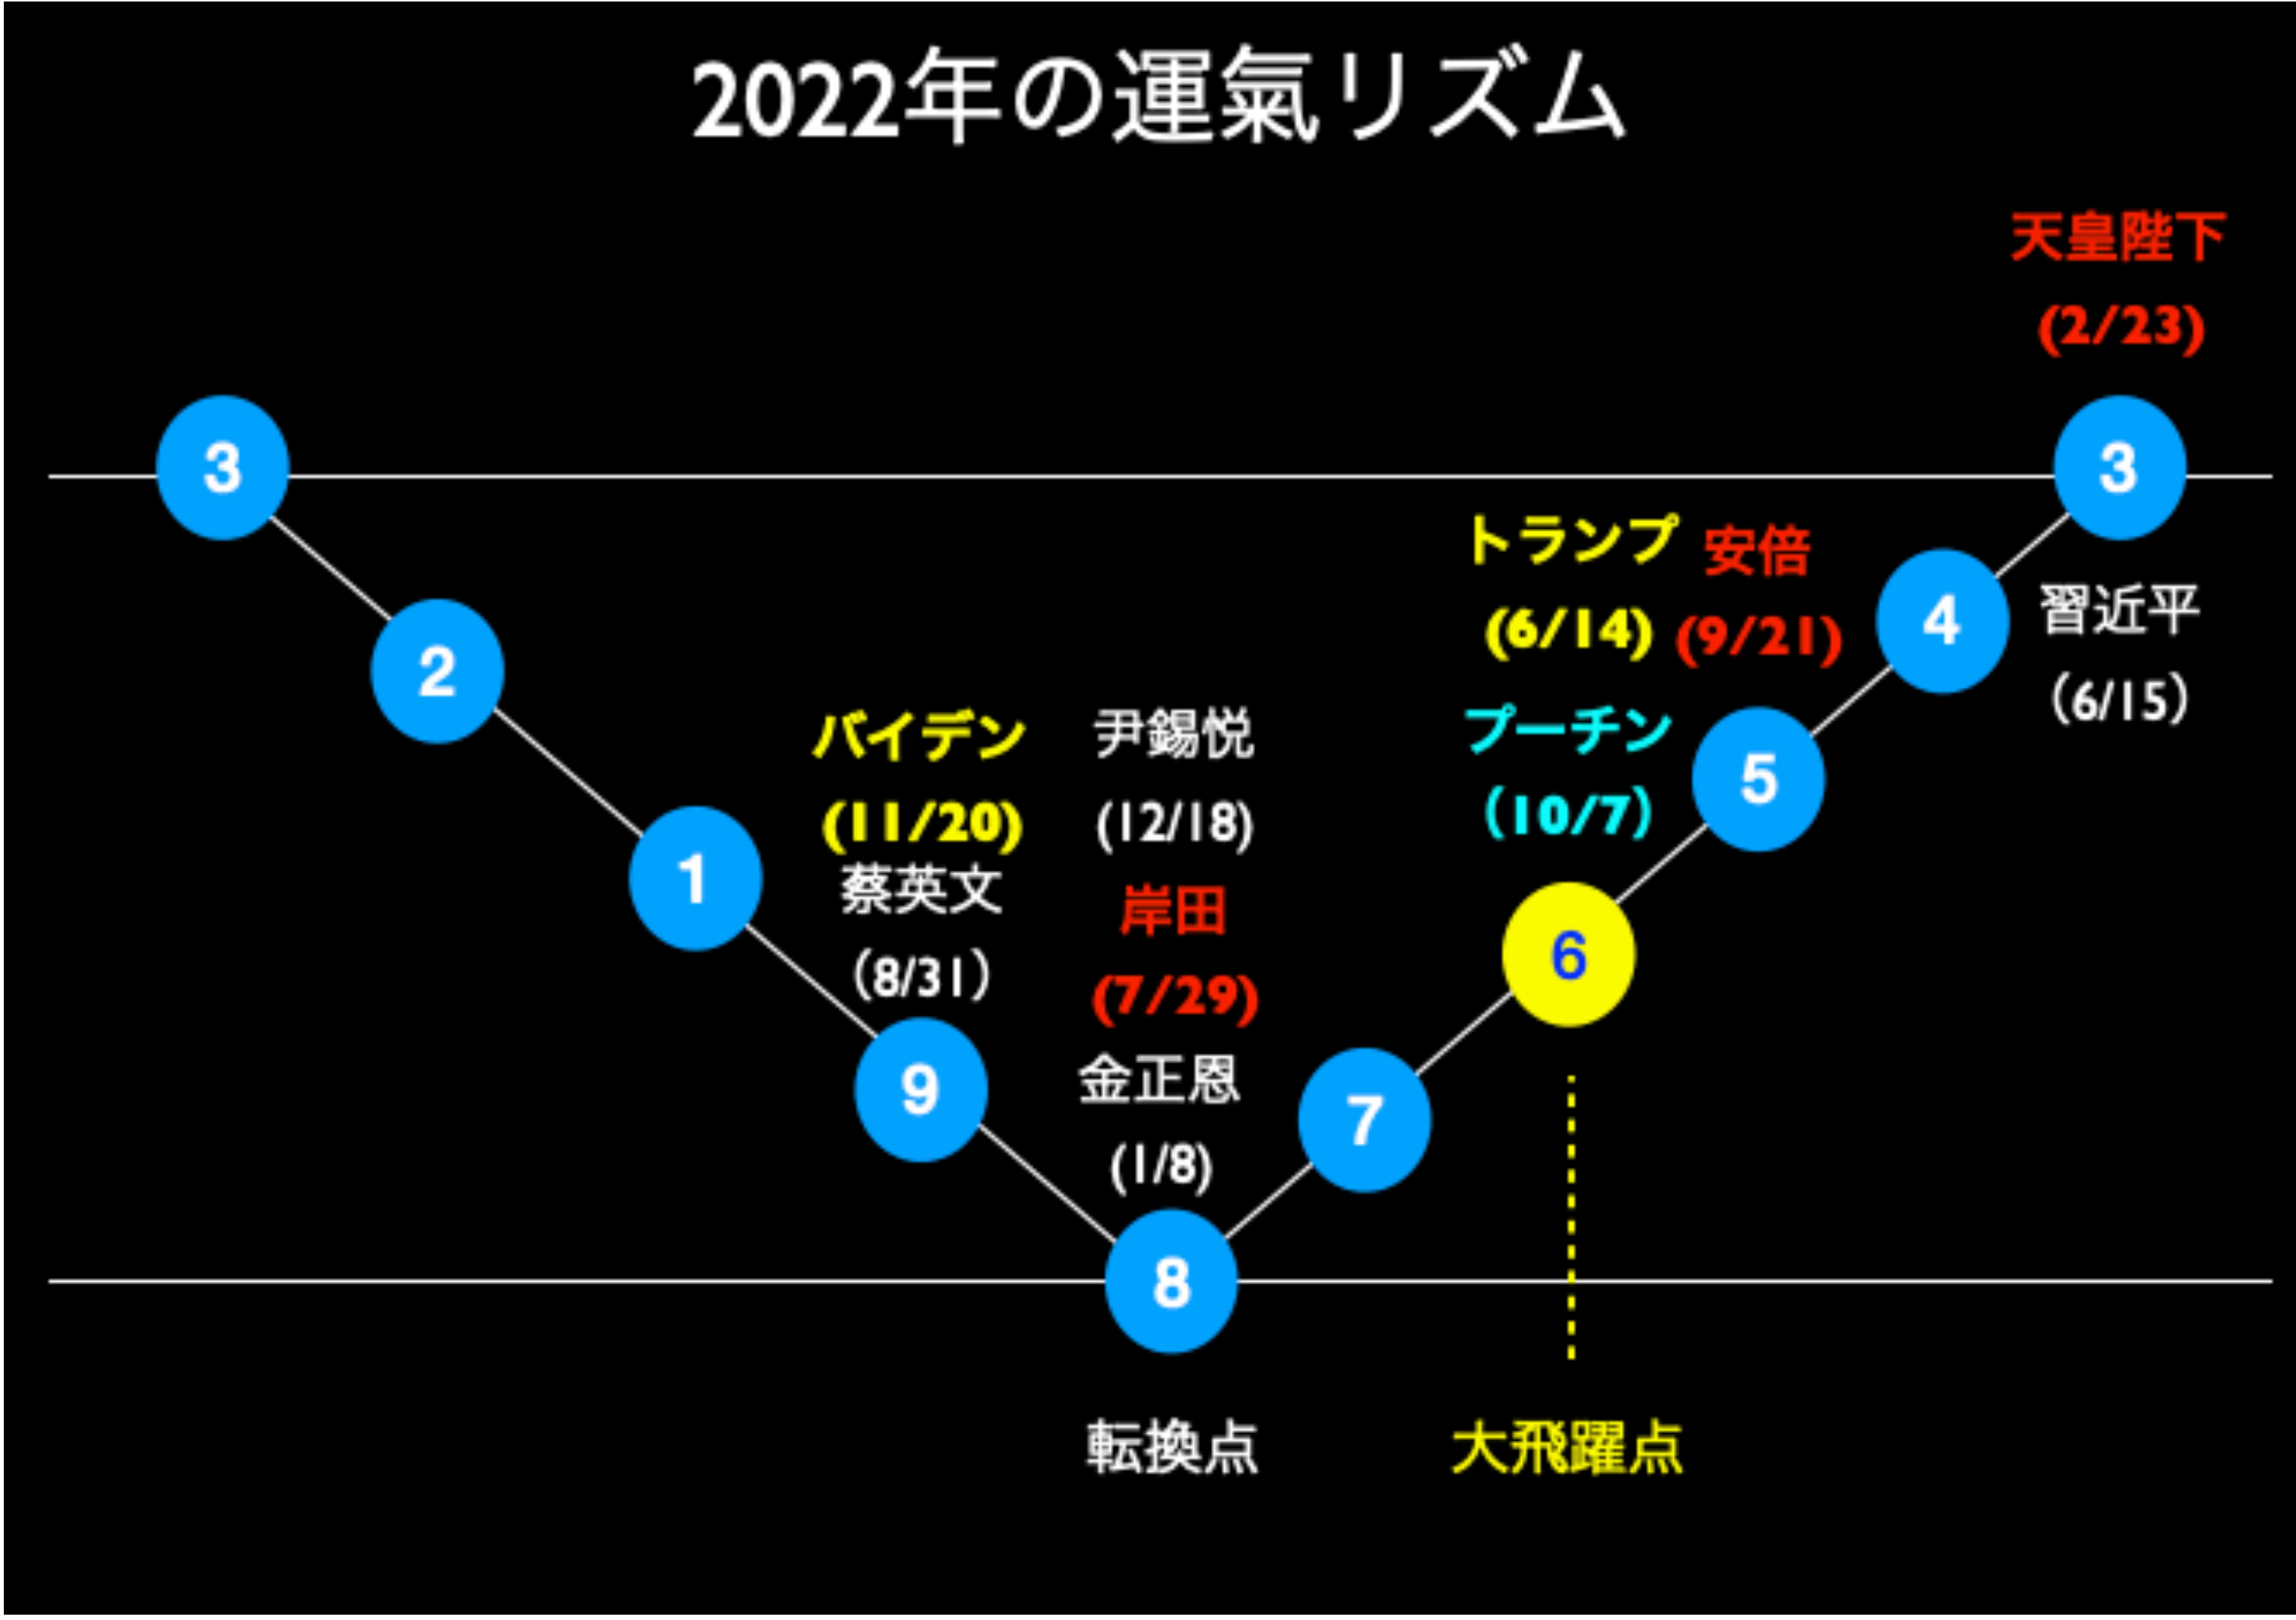 2022年の運氣リズム
天皇陛下
(2/23)
3
3
トランプ
(6/14)
安倍
(9/21)
4
習近平
(6/15)
2
バイデン
(11/20)
尹錫悦
(12/18)
プーチン
(10/7)
5
1
蔡英文
(8/31)
岸田
(7/29)
6
9
金正恩
(1/8)
7
8
転換点
大飛躍点